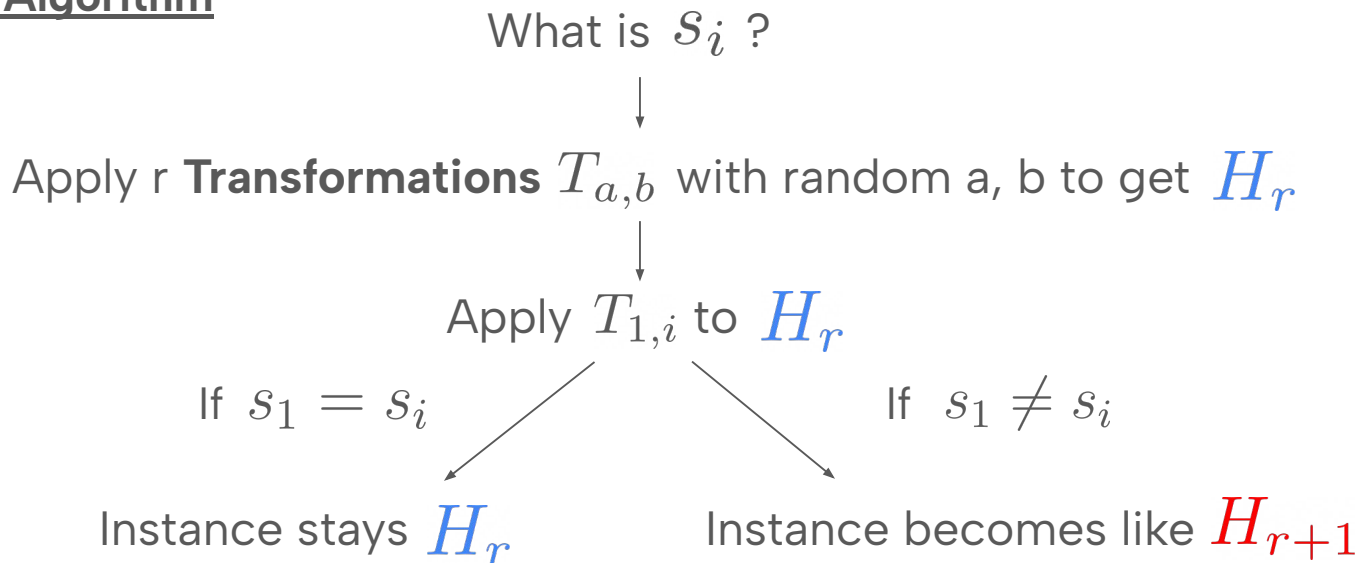 Algorithm
What is $s_i$ ?
Apply r Transformations $T_{a,b}$ with random a, b to get $H_r$
Apply $T_{1,i}$ to $H_r$
If $s_1 = s_i$
If $s_1 \neq s_i$
Instance stays $H_r$
Instance becomes like $H_{r+1}$